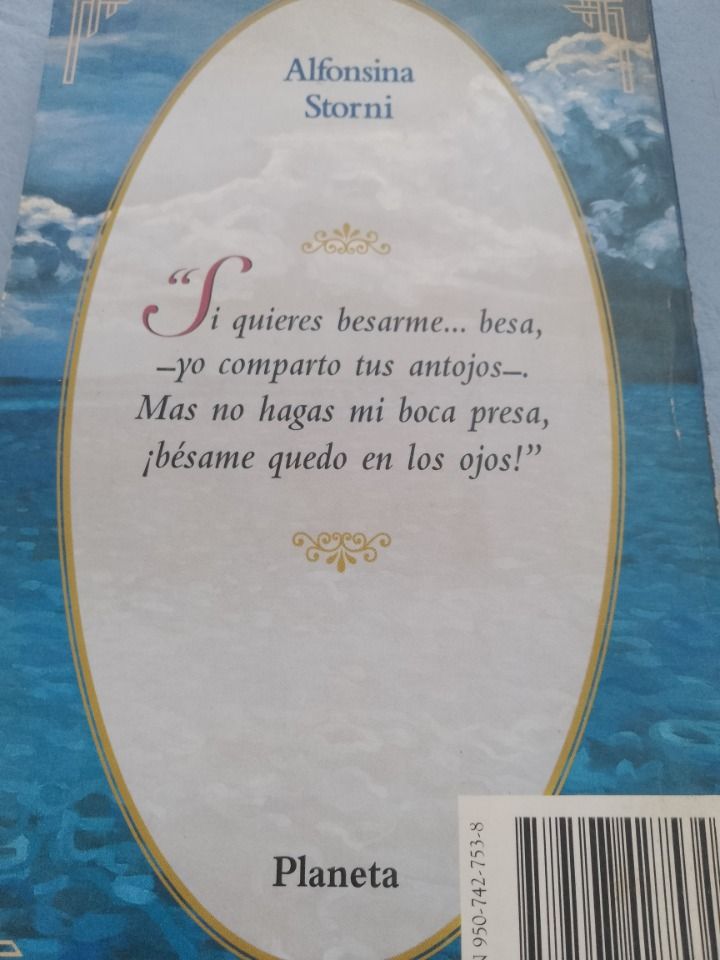 Alfonsina
Storni
“Si quieres besarme... besa,
—yo comparto tus antojos—.
Mas no hagas mi boca presa,
¡bésame quedo en los ojos!”
Planeta
N 950-742-753-8